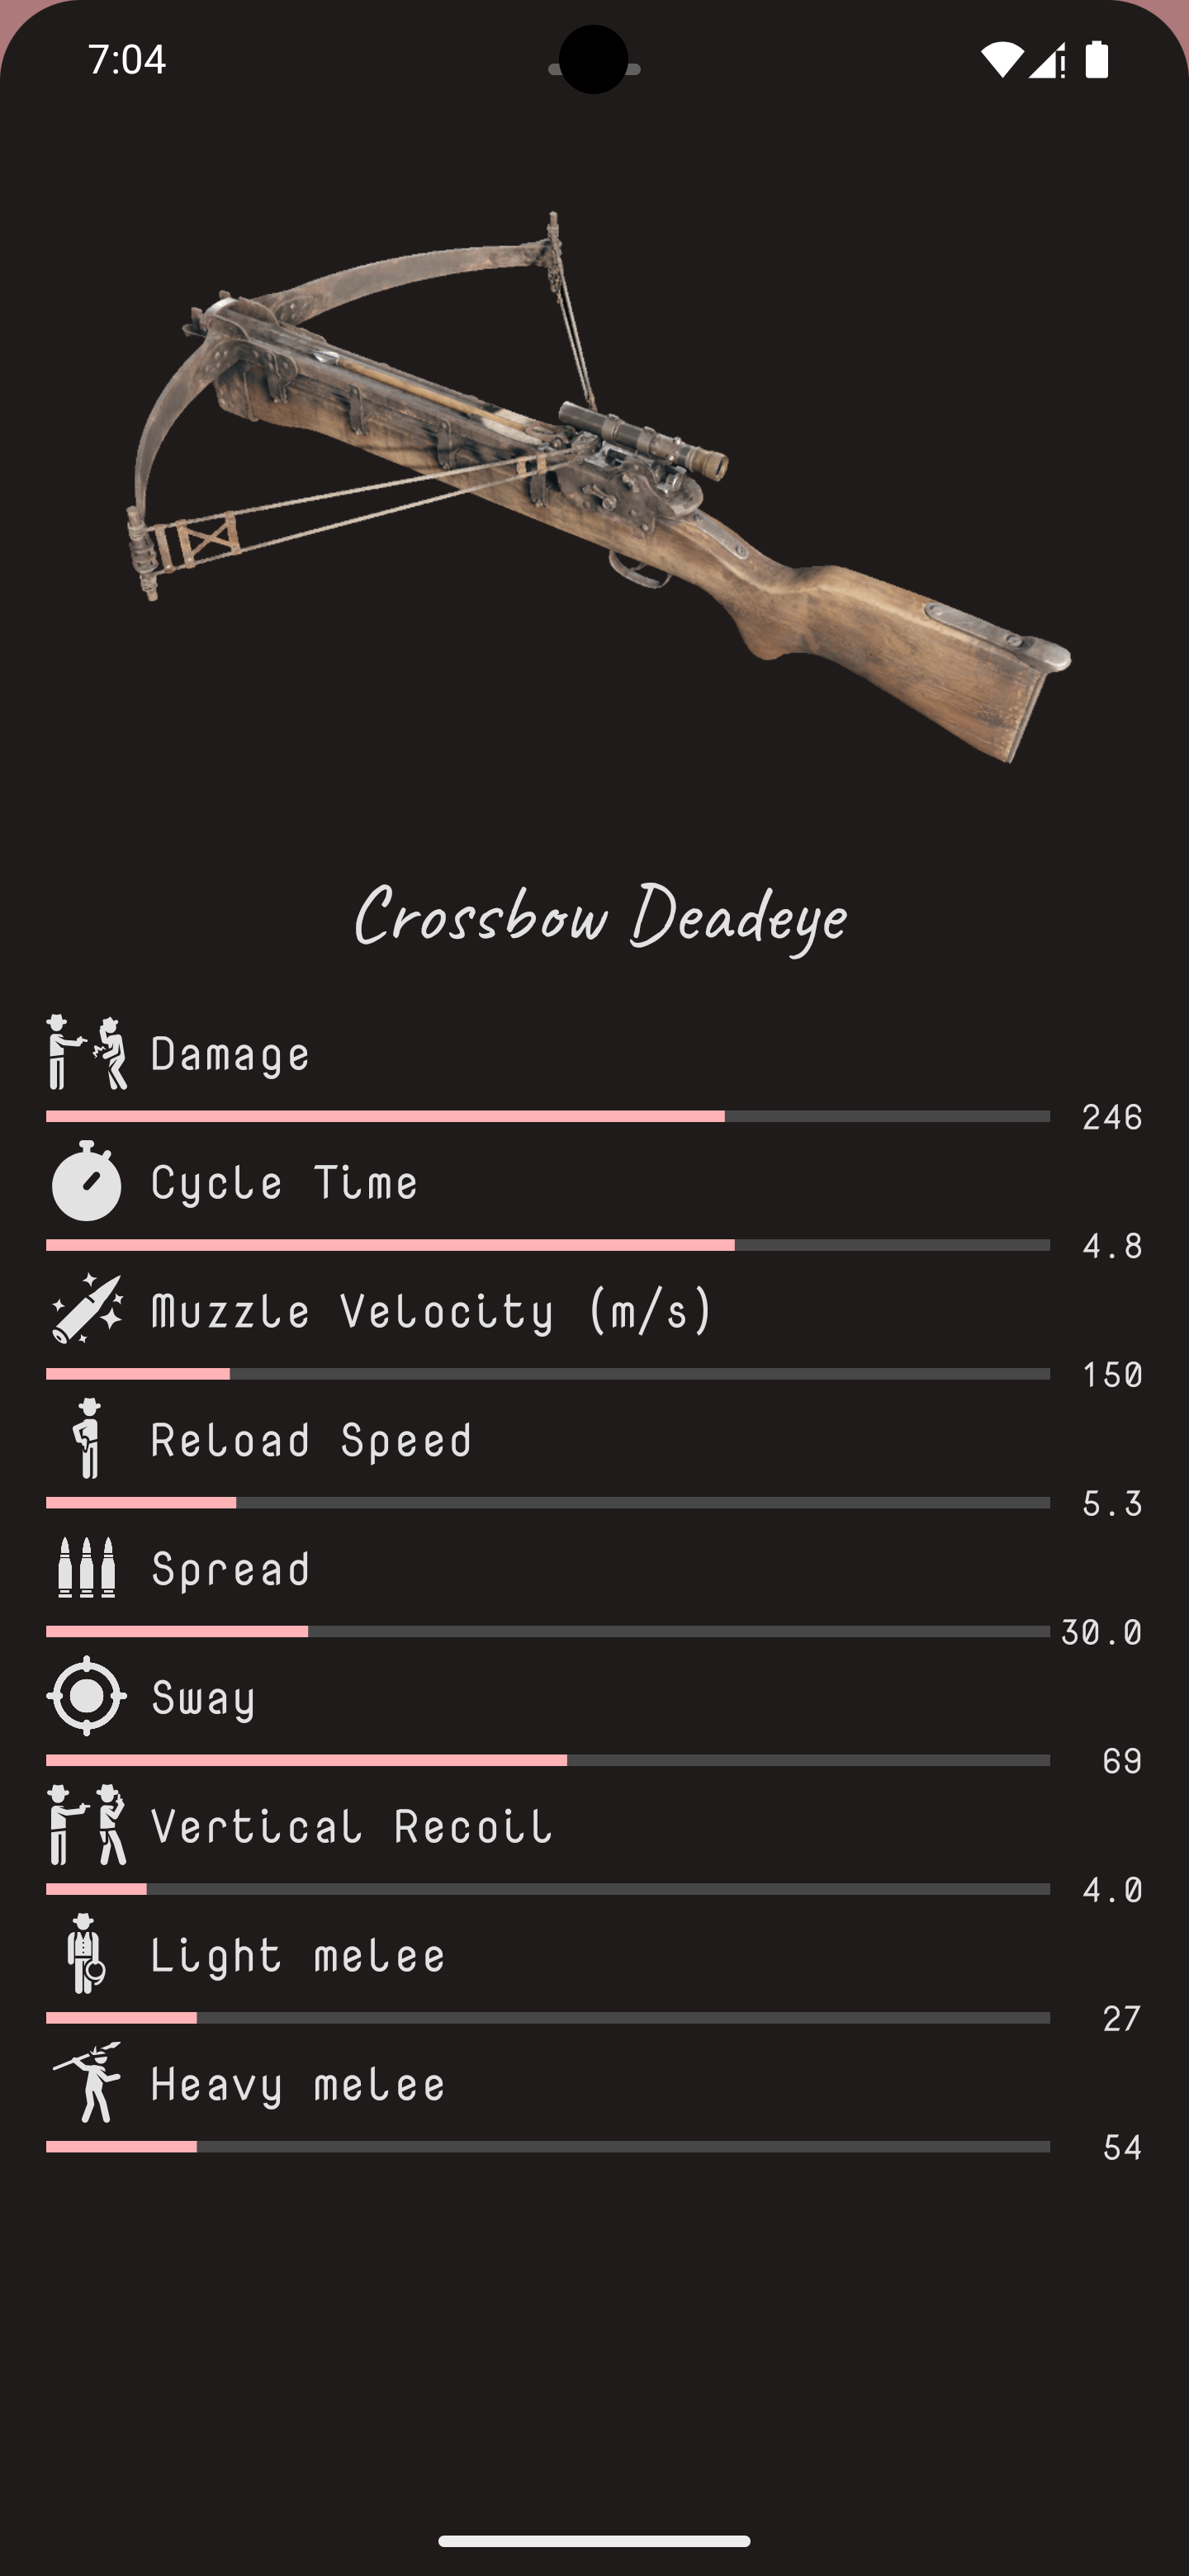 7:04
Crossbow Deadeye
Damage
246
Cycle Time
4.8
Muzzle Velocity (m/s)
150
Reload Speed
5.3
Spread
30.0
Sway
69
Vertical Recoil
4.0
Light melee
27
Heavy melee
54